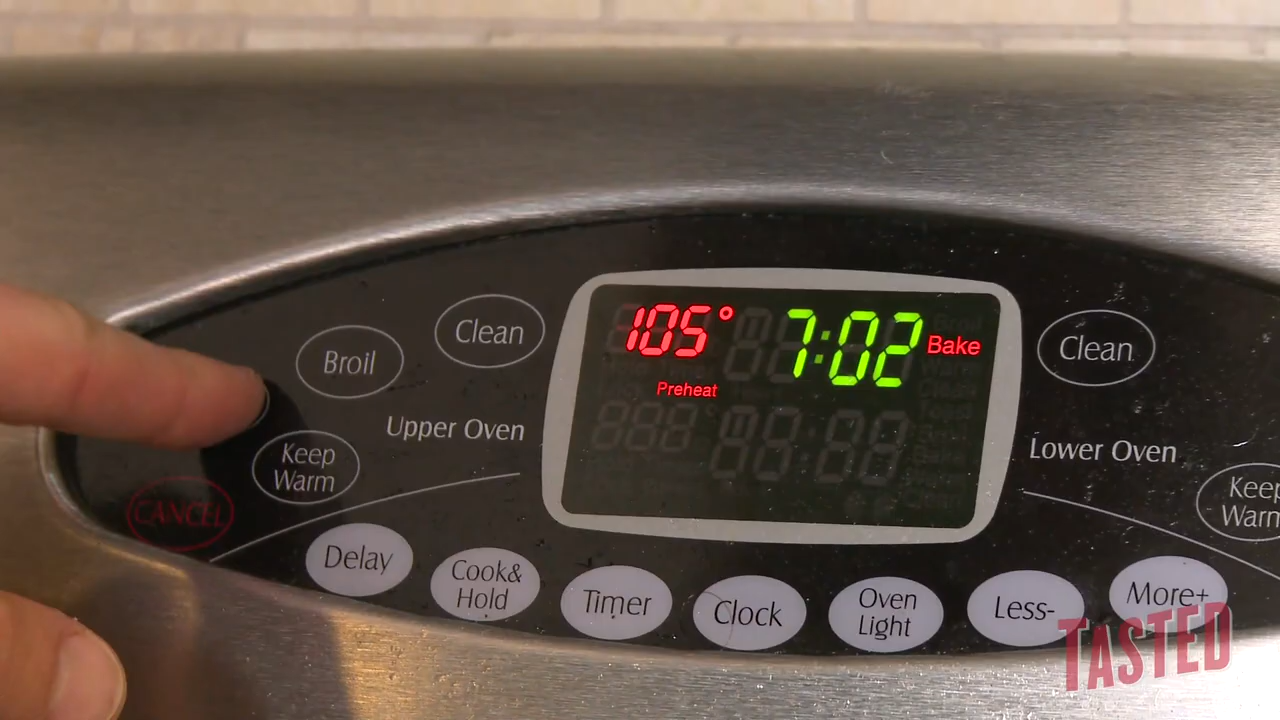 105° 7:02 Bake
Preheat
Broil
Clean
Upper Oven
Keep
Warm
CANCEL
Clean
Lower Oven
Keep
Warm
Delay
Cook&
Hold
Timer
Clock
Oven
Light
Less-
More+
TASTED